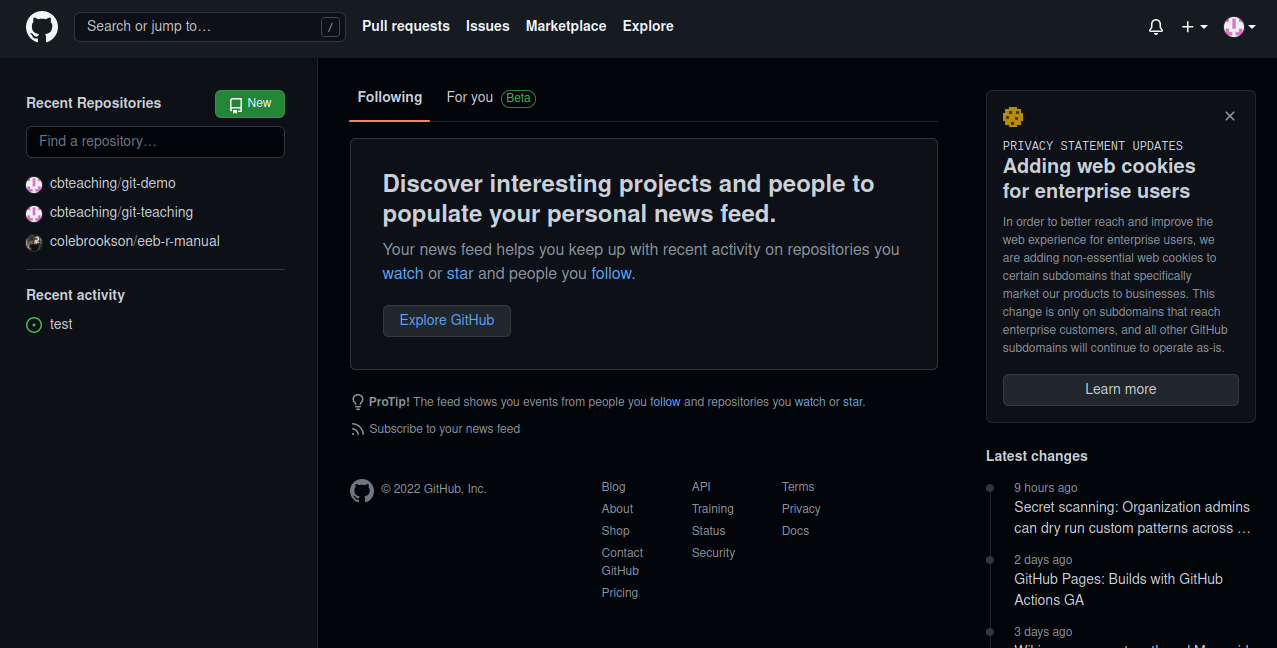 Search or jump to…
/
Pull requests
Issues
Marketplace
Explore
Recent Repositories
New
Find a repository…
cbteaching/git-demo
cbteaching/git-teaching
colebrookson/eeb-r-manual
Recent activity
test
Following
For you
Beta
Discover interesting projects and people to
populate your personal news feed.
Your news feed helps you keep up with recent activity on repositories you
watch or star and people you follow.
Explore GitHub
ProTip! The feed shows you events from people you follow and repositories you watch or star.
Subscribe to your news feed
© 2022 GitHub, Inc.
Blog
About
Shop
Contact
GitHub
Pricing
API
Training
Status
Security
Terms
Privacy
Docs
PRIVACY STATEMENT UPDATES
Adding web cookies
for enterprise users
In order to better reach and improve the
web experience for enterprise users, we
are adding non-essential web cookies to
certain subdomains that specifically
market our products to businesses. This
change is only on subdomains that reach
enterprise customers, and all other GitHub
subdomains will continue to operate as-is.
Learn more
Latest changes
9 hours ago
Secret scanning: Organization admins
can dry run custom patterns across …
2 days ago
GitHub Pages: Builds with GitHub
Actions GA
3 days ago